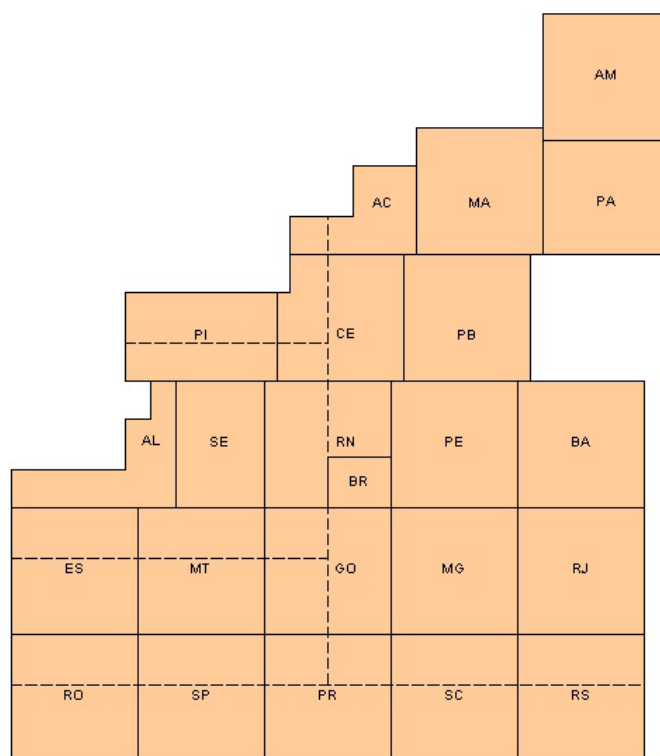 AM
AC MA PA
PI CE PB
AL SE RN PE BA
BR
ES MT GO MG RJ
RO SP PR SC RS